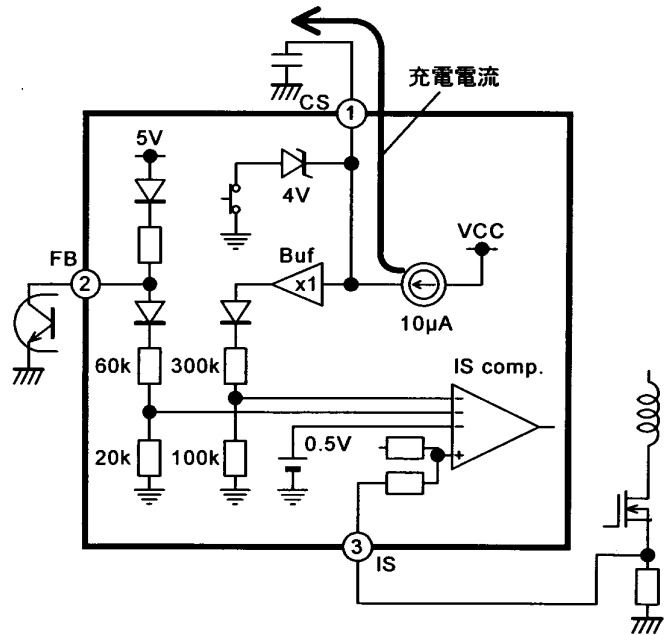 充電電流
CS
1
5V
4V
VCC
FB
2
Buf
x1
10μA
60k
300k
IS comp.
0.5V
20k
100k
3
IS